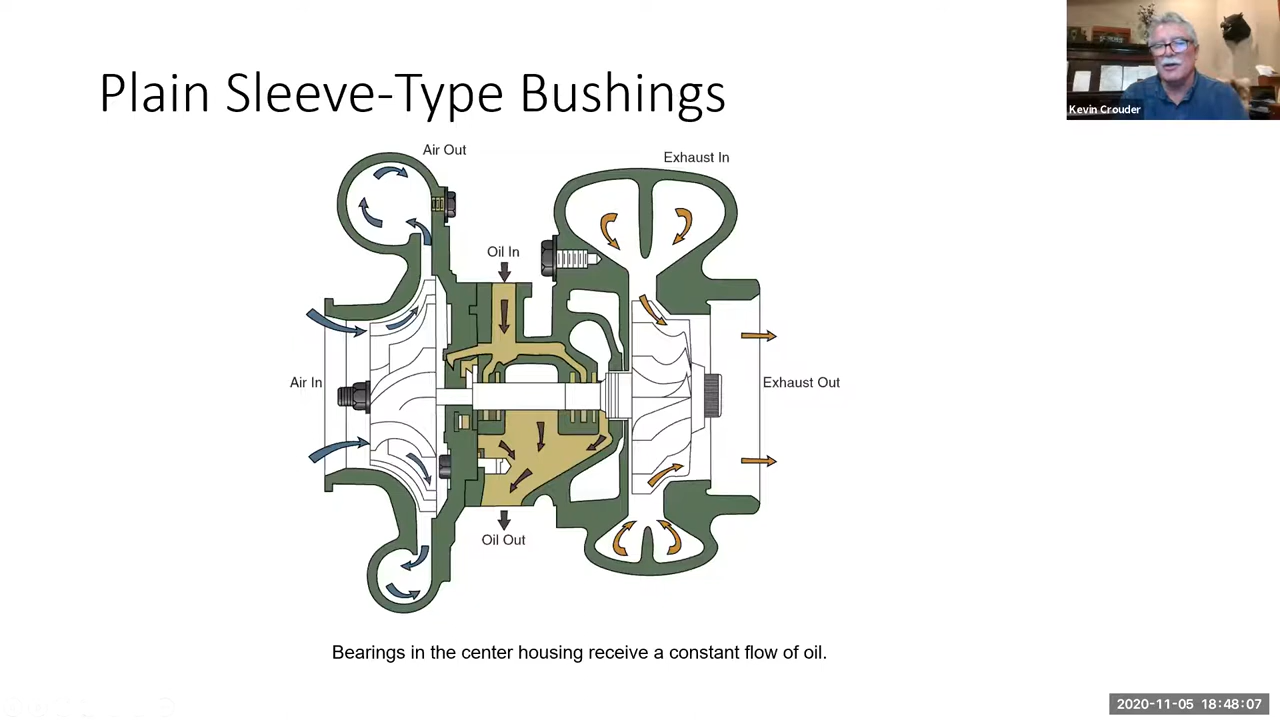 Plain Sleeve-Type Bushings
Kevin Crouder
Air Out
Exhaust In
Oil In
Air In
Exhaust Out
Oil Out
Bearings in the center housing receive a constant flow of oil.
2020-11-05 18:48:07